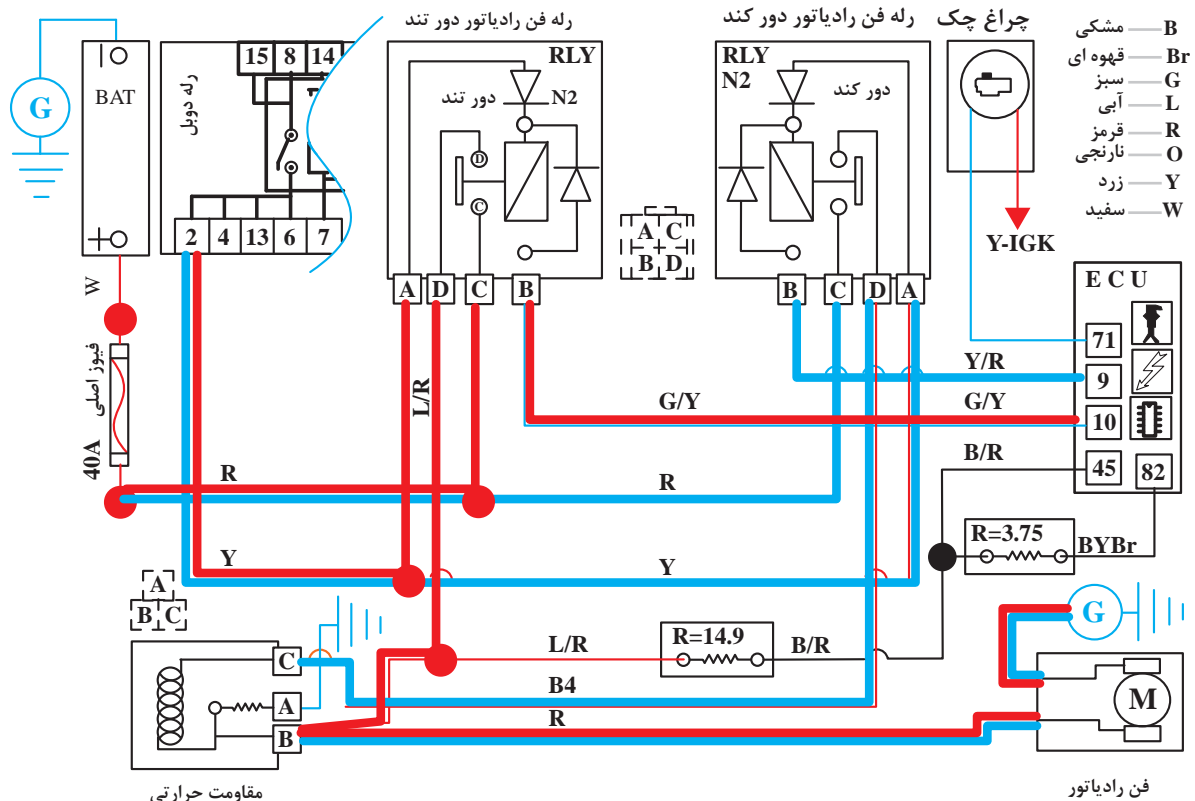 رله فن رادیاتور دور تند
رله فن رادیاتور دور کند
چراغ چک
B مشکی
Br قهوه ای
G سبز
L آبی
R قرمز
O نارنجی
Y زرد
W سفید
G
BAT
رله دوبل
15 8 14
2 4 13 6 7
RLY
N2
دور تند
D
C
A D C B
A C
B D
RLY
N2
دور کند
B C D A
Y-IGK
ECU
71
9
10
45
82
W
فیوز اصلی
40A
L/R
Y/R
G/Y
G/Y
B/R
R
R
R=3.75
BYBr
Y
Y
A
B C
C
A
B
L/R
R=14.9
B/R
B4
R
G
M
مقاومت حرارتی
فن رادیاتور